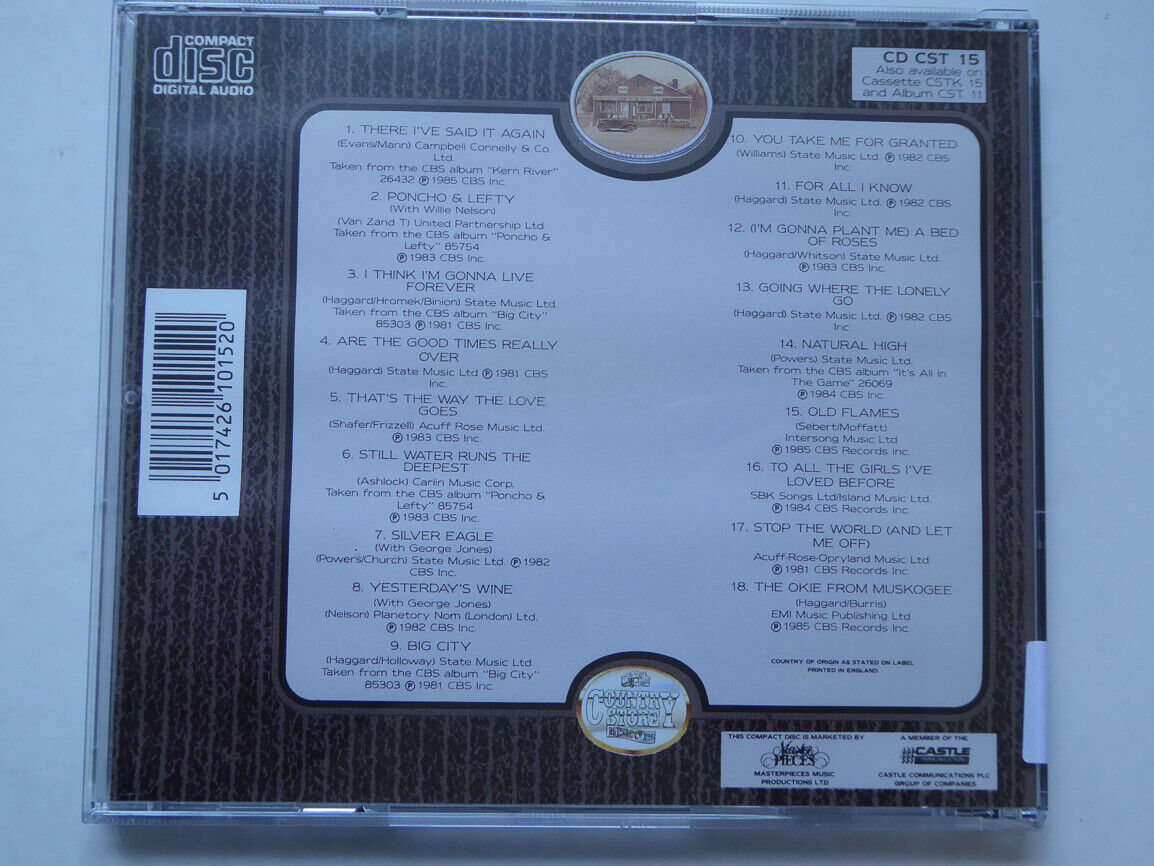 COMPACT
disc
DIGITAL AUDIO
CD CST 15
Also available on
Cassette CSTK 15
and Album CST 11
1. THERE I'VE SAID IT AGAIN
(Evans/Mann) Campbell Connelly & Co.
Ltd.
Taken from the CBS album "Kern River"
26432 ℗ 1985 CBS Inc.
2. PONCHO & LEFTY
(With Willie Nelson)
(Van Zand T) United Partnership Ltd.
Taken from the CBS album "Poncho &
Lefty" 85754
℗ 1983 CBS Inc.
3. I THINK I'M GONNA LIVE
FOREVER
(Haggard/Hromek/Binion) State Music Ltd.
Taken from the CBS album "Big City"
85303 ℗ 1981 CBS Inc.
4. ARE THE GOOD TIMES REALLY
OVER
(Haggard) State Music Ltd ℗ 1981 CBS
Inc.
5. THAT'S THE WAY THE LOVE
GOES
(Shafer/Frizzell) Acuff Rose Music Ltd.
℗ 1983 CBS Inc.
6. STILL WATER RUNS THE
DEEPEST
(Ashlock) Carlin Music Corp.
Taken from the CBS album "Poncho &
Lefty" 85754
℗ 1983 CBS Inc.
7. SILVER EAGLE
(With George Jones)
(Powers/Church) State Music Ltd. ℗ 1982
CBS Inc.
8. YESTERDAY'S WINE
(With George Jones)
(Nelson) Planetory Nom (London) Ltd.
℗ 1982 CBS Inc.
9. BIG CITY
(Haggard/Holloway) State Music Ltd.
Taken from the CBS album "Big City"
85303 ℗ 1981 CBS Inc.
10. YOU TAKE ME FOR GRANTED
(Williams) State Music Ltd. ℗ 1982 CBS
Inc.
11. FOR ALL I KNOW
(Haggard) State Music Ltd. ℗ 1982 CBS
Inc.
12. (I'M GONNA PLANT ME) A BED
OF ROSES
(Haggard/Whitson) State Music Ltd.
℗ 1983 CBS Inc.
13. GOING WHERE THE LONELY
GO
(Haggard) State Music Ltd. ℗ 1982 CBS
Inc.
14. NATURAL HIGH
(Powers) State Music Ltd.
Taken from the CBS album "It's All In
The Game" 26069
℗ 1984 CBS Inc.
15. OLD FLAMES
(Sebert/Moffatt)
Intersong Music Ltd
℗ 1985 CBS Records Inc.
16. TO ALL THE GIRLS I'VE
LOVED BEFORE
SBK Songs Ltd/Island Music Ltd.
℗ 1984 CBS Records Inc.
17. STOP THE WORLD (AND LET
ME OFF)
Acuff-Rose-Opryland Music Ltd
℗ 1981 CBS Records Inc.
18. THE OKIE FROM MUSKOGEE
(Haggard/Burris)
EMI Music Publishing Ltd
℗ 1985 CBS Records Inc.
COUNTRY OF ORIGIN AS STATED ON LABEL
PRINTED IN ENGLAND
5 017426 101520
COUNTRY
STORE
THIS COMPACT DISC IS MARKETED BY
Master
PIECES
MASTERPIECES MUSIC
PRODUCTIONS LTD
A MEMBER OF THE
CASTLE
CASTLE COMMUNICATIONS PLC
GROUP OF COMPANIES